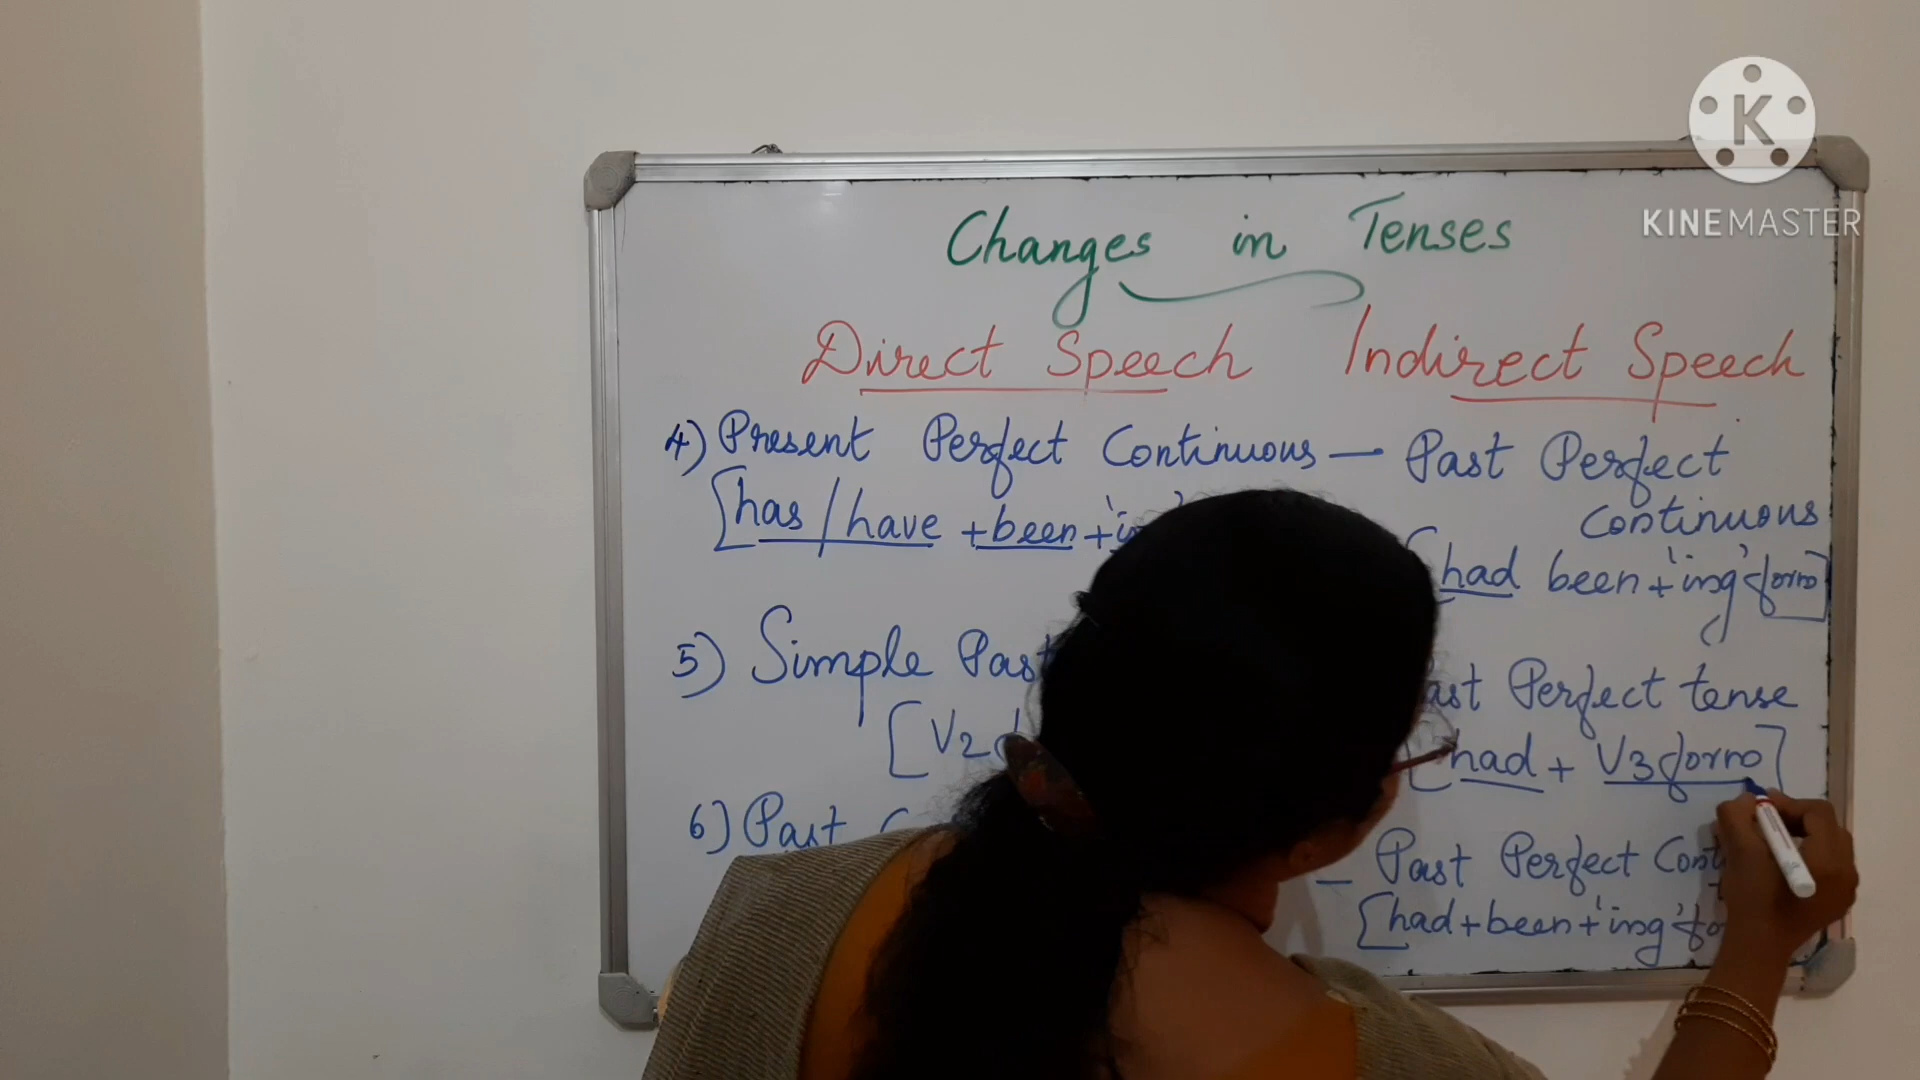 K
KINEMASTER
Changes in Tenses
Direct Speech Indirect Speech
4) Present Perfect Continuous — Past Perfect
Continuous
[has / have + been +
had been + 'ing' form]
5) Simple Past
Perfect tense
[V2
had + V3 form]
6) Past
— Past Perfect
[had + been + 'ing'